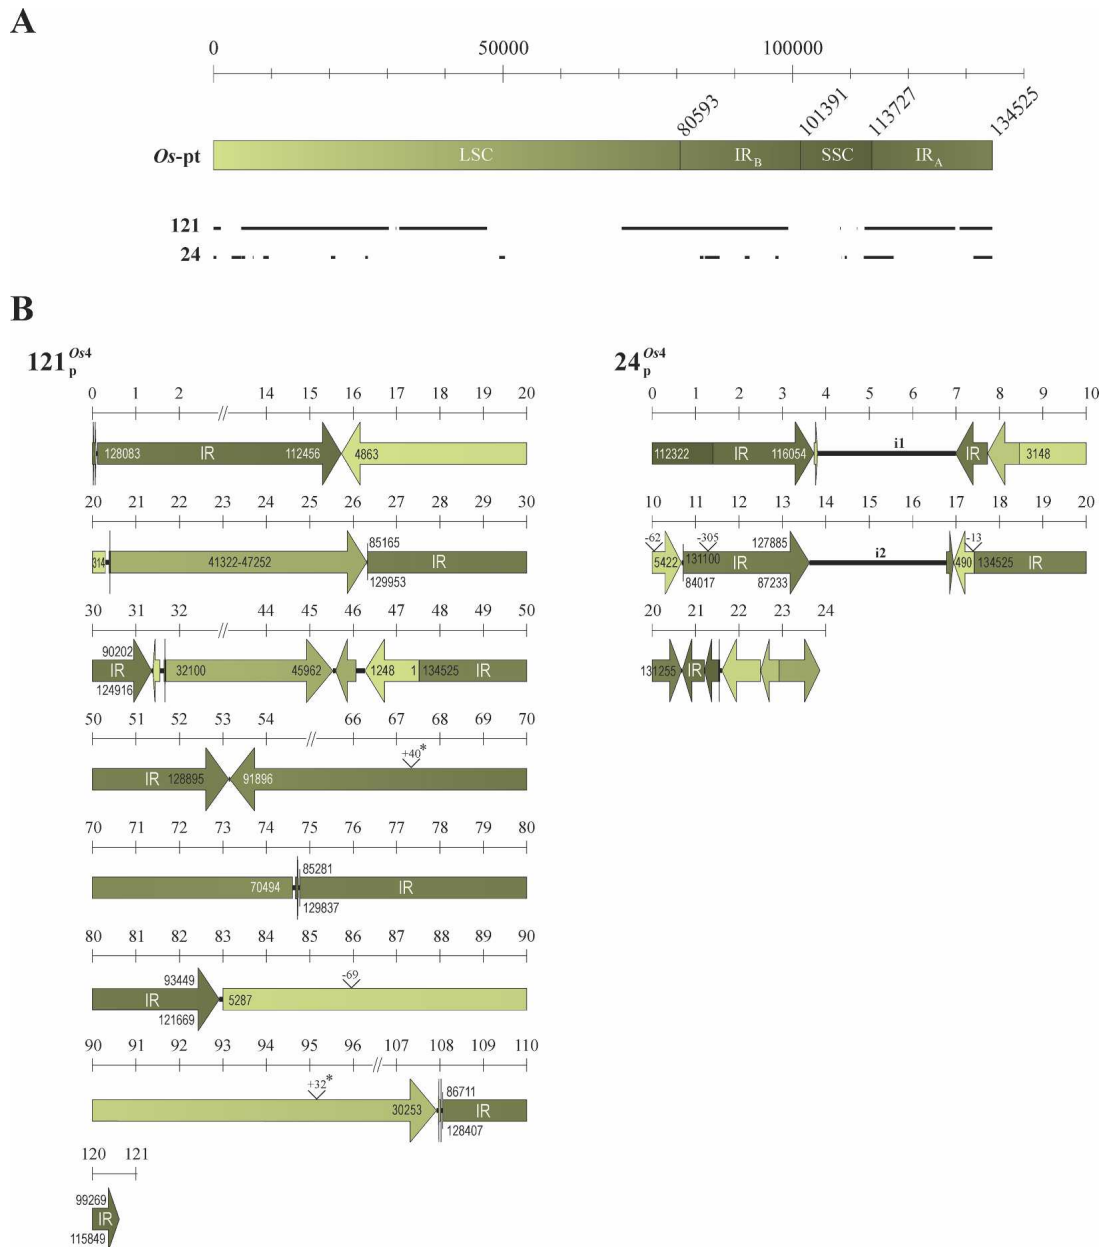 A
0 50000 100000
80593 101391 113727 134525
Os-pt LSC IRB SSC IRA
121
24
B
121 p Os4
0 1 2 14 15 16 17 18 19 20
128083 IR 112456 4863
20 21 22 23 24 25 26 27 28 29 30
314 41322-47252 85165 129953 IR
30 31 32 44 45 46 47 48 49 50
90202 IR 124916 32100 45962 1248 1 134525 IR
50 51 52 53 54 66 67 68 69 70
IR 128895 91896 +40*
70 71 72 73 74 75 76 77 78 79 80
70494 85281 129837 IR
80 81 82 83 84 85 86 87 88 89 90
93449 IR 121669 5287 -69
90 91 92 93 94 95 96 107 108 109 110
+32* 30253 86711 128407 IR
120 121
99269 IR 115849
24 p Os4
0 1 2 3 4 5 6 7 8 9 10
112322 IR 116054 i1 IR 3148
10 11 12 13 14 15 16 17 18 19 20
-62 5422 -305 131100 84017 IR 127885 87233 i2 490 -13 134525 IR
20 21 22 23 24
131255 IR